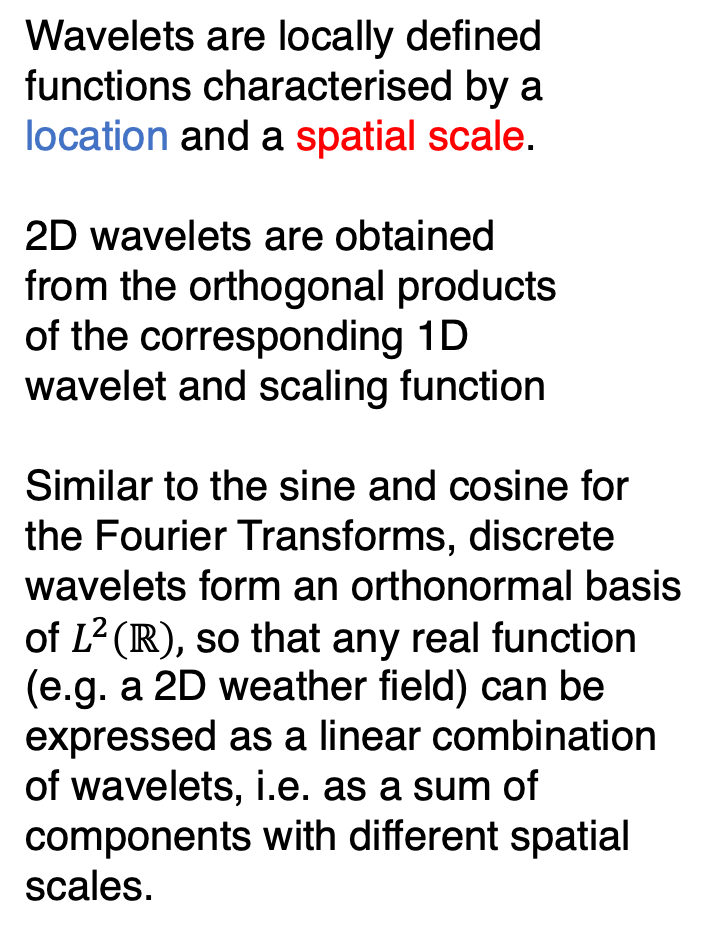 Wavelets are locally defined
functions characterised by a
location and a spatial scale.
2D wavelets are obtained
from the orthogonal products
of the corresponding 1D
wavelet and scaling function
Similar to the sine and cosine for
the Fourier Transforms, discrete
wavelets form an orthonormal basis
of L²(ℝ), so that any real function
(e.g. a 2D weather field) can be
expressed as a linear combination
of wavelets, i.e. as a sum of
components with different spatial
scales.